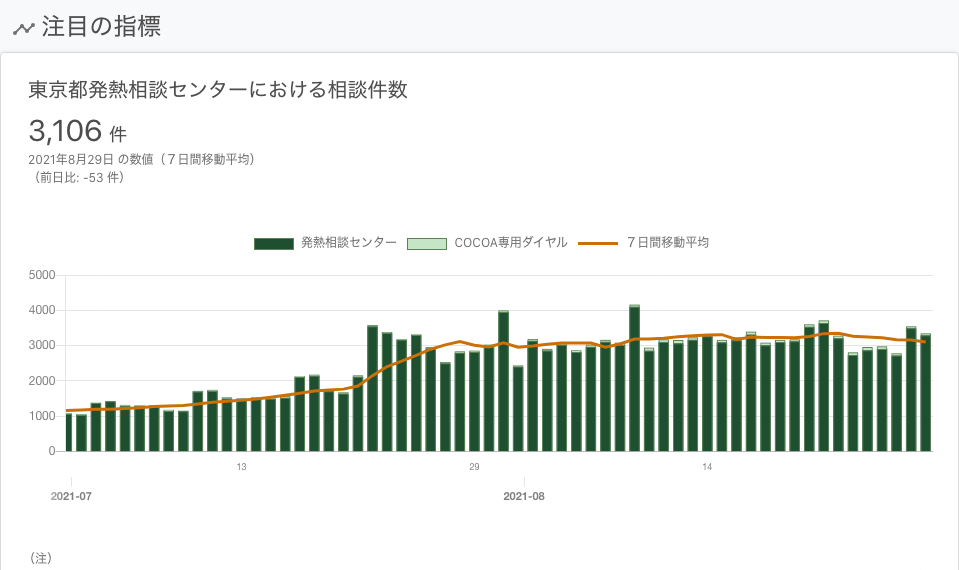 注目の指標
東京都発熱相談センターにおける相談件数
3,106 件
2021年8月29日 の数値（７日間移動平均）
（前日比: -53 件）
発熱相談センター COCOA専用ダイヤル ７日間移動平均
5000
4000
3000
2000
1000
0
13 29 14
2021-07 2021-08
（注）